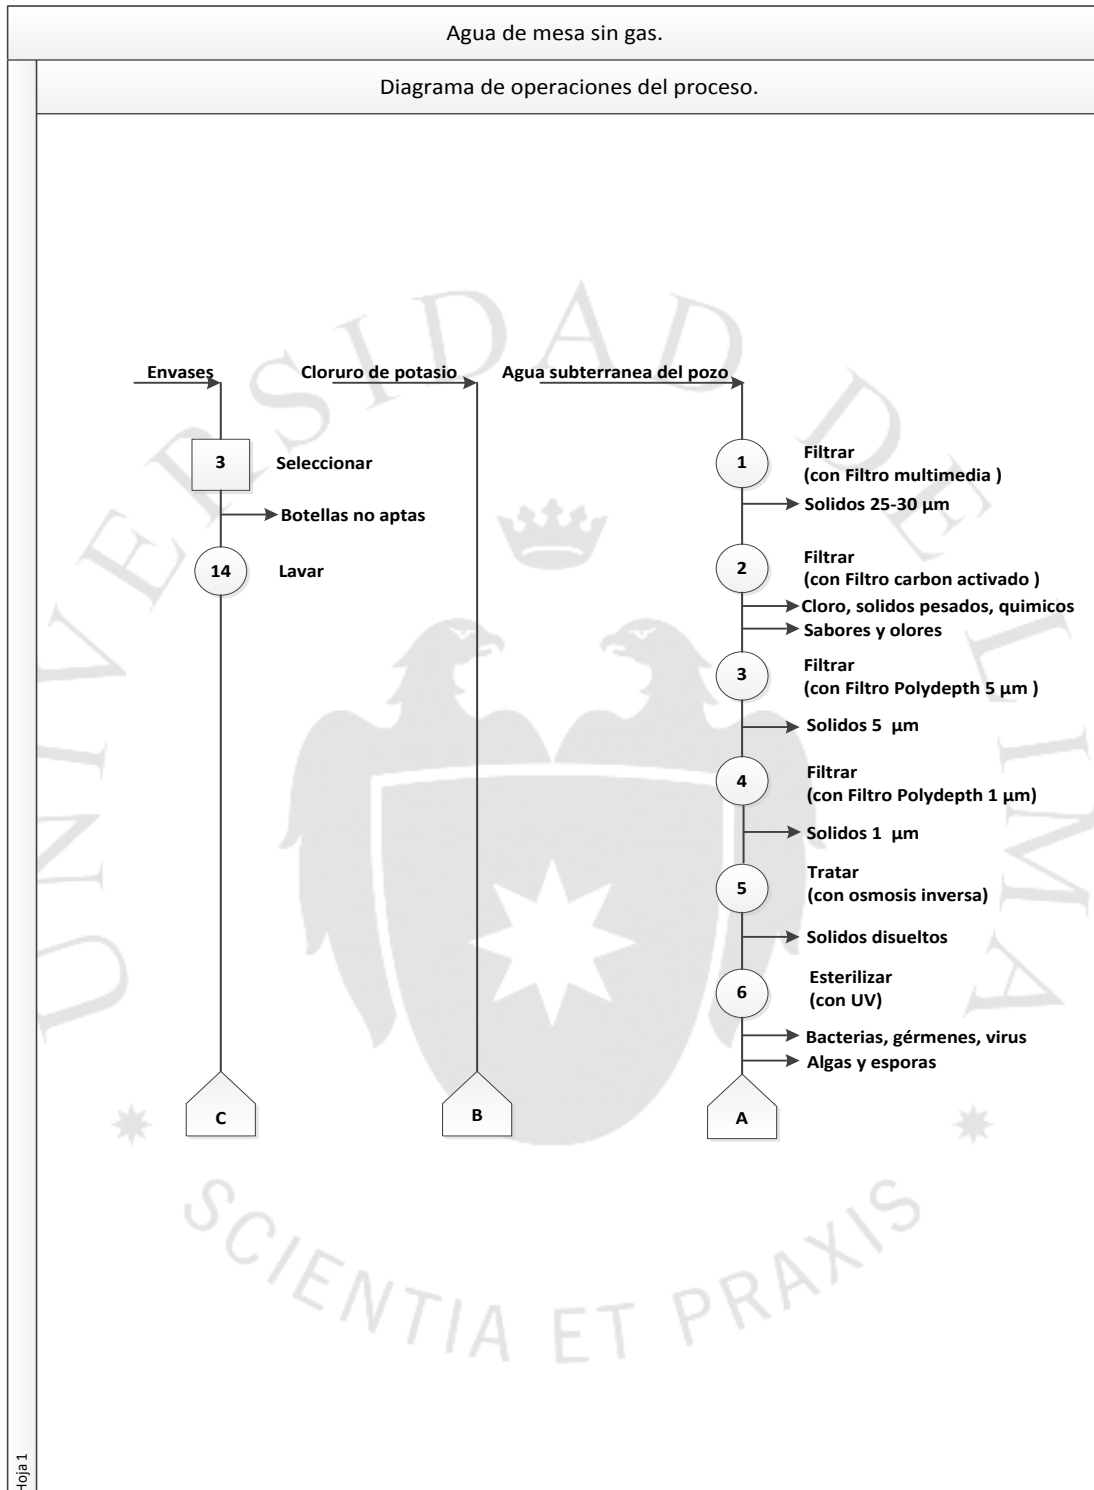 Agua de mesa sin gas.
Diagrama de operaciones del proceso.
Envases
Cloruro de potasio
Agua subterranea del pozo
3
Seleccionar
Botellas no aptas
14
Lavar
C
B
1
Filtrar
(con Filtro multimedia )
Solidos 25-30 µm
2
Filtrar
(con Filtro carbon activado )
Cloro, solidos pesados, quimicos
Sabores y olores
3
Filtrar
(con Filtro Polydepth 5 µm )
Solidos 5 µm
4
Filtrar
(con Filtro Polydepth 1 µm)
Solidos 1 µm
5
Tratar
(con osmosis inversa)
Solidos disueltos
6
Esterilizar
(con UV)
Bacterias, gérmenes, virus
Algas y esporas
A
Hoja 1
UNIVERSIDAD DE LIMA
SCIENTIA ET PRAXIS